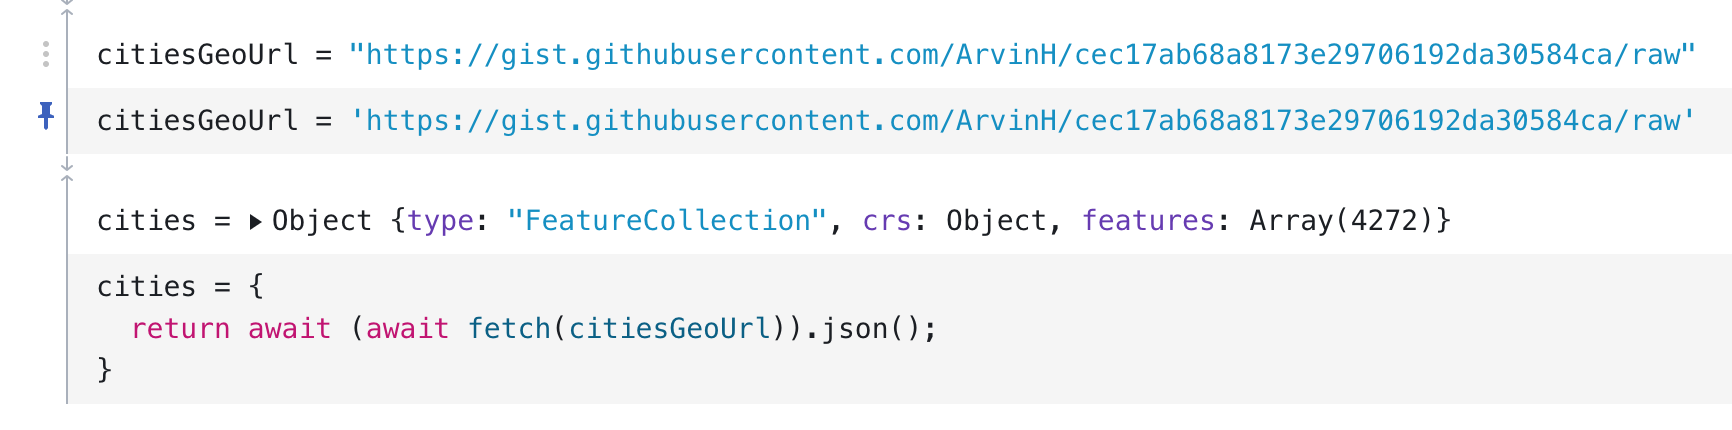 citiesGeoUrl = "https://gist.githubusercontent.com/ArvinH/cec17ab68a8173e29706192da30584ca/raw"
citiesGeoUrl = 'https://gist.githubusercontent.com/ArvinH/cec17ab68a8173e29706192da30584ca/raw'
cities = ▸Object {type: "FeatureCollection", crs: Object, features: Array(4272)}
cities = {
  return await (await fetch(citiesGeoUrl)).json();
}